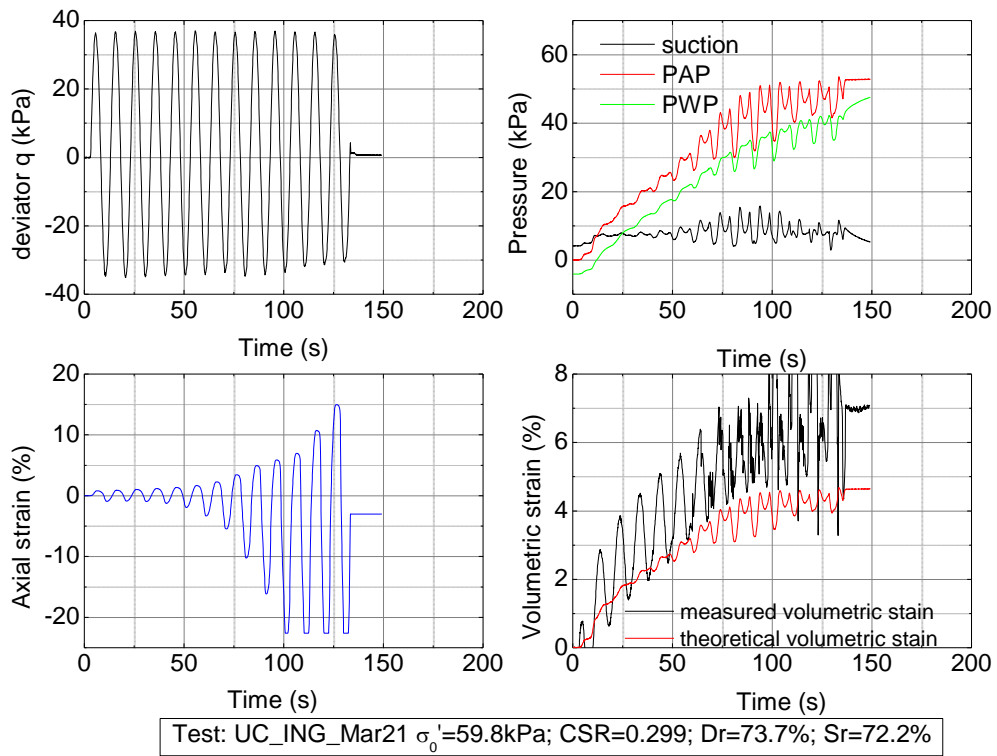 40
20
0
-20
-40
0
50
100
150
200
deviator q (kPa)
Time (s)
60
40
20
0
0
50
100
150
200
Pressure (kPa)
Time (s)
suction
PAP
PWP
20
10
0
-10
-20
0
50
100
150
200
Axial strain (%)
Time (s)
8
6
4
2
0
0
50
100
150
200
Volumetric strain (%)
Time (s)
measured volumetric stain
theoretical volumetric stain
Test: UC_ING_Mar21 σ₀'=59.8kPa; CSR=0.299; Dr=73.7%; Sr=72.2%